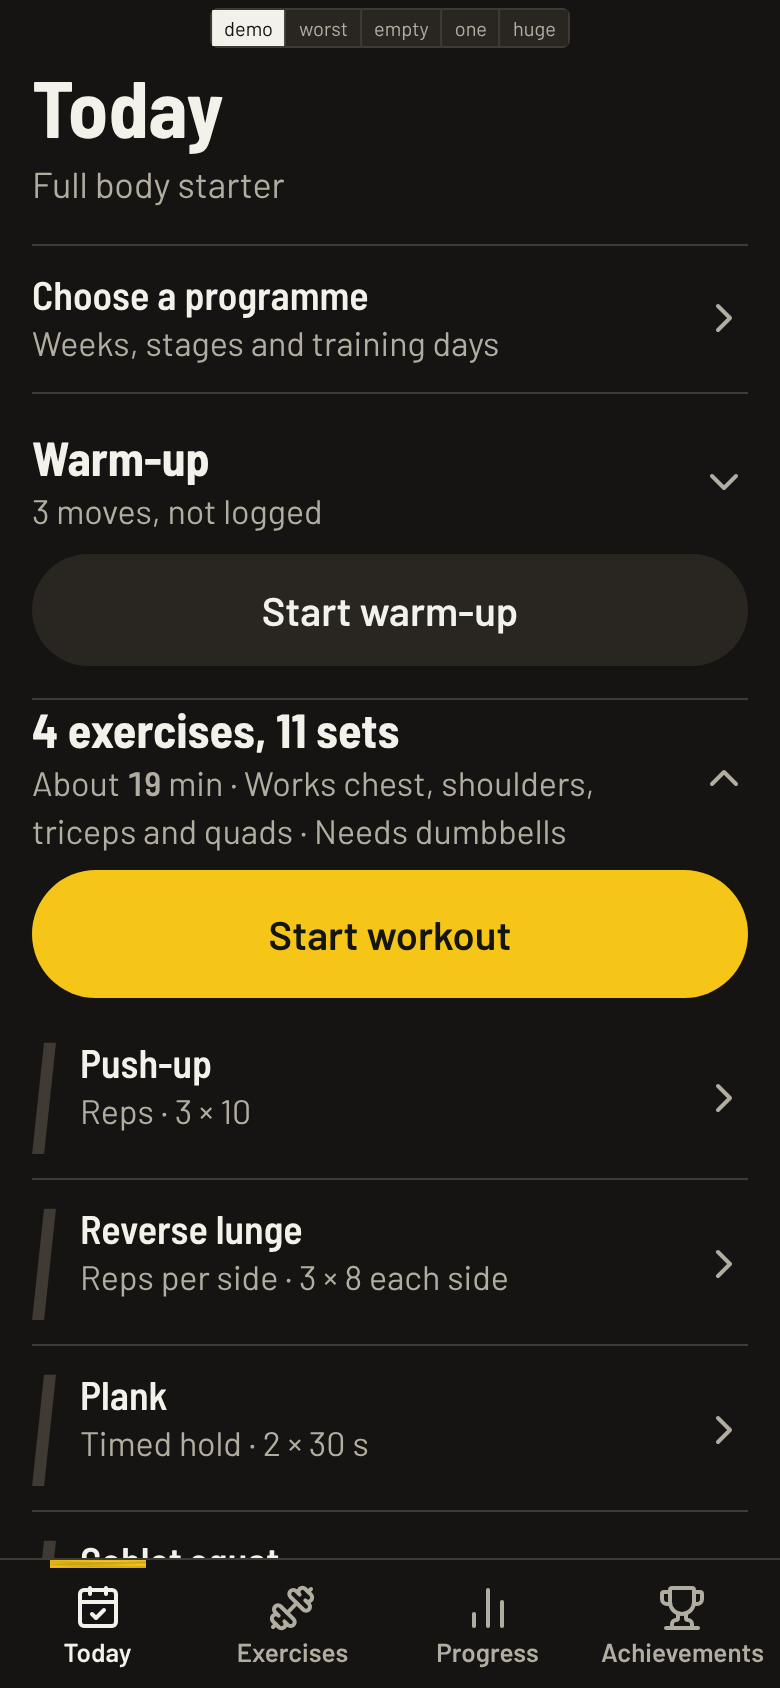 demo worst empty one huge
Today
Full body starter
Choose a programme
Weeks, stages and training days
Warm-up
3 moves, not logged
Start warm-up
4 exercises, 11 sets
About 19 min · Works chest, shoulders,
triceps and quads · Needs dumbbells
Start workout
Push-up
Reps · 3 × 10
Reverse lunge
Reps per side · 3 × 8 each side
Plank
Timed hold · 2 × 30 s
Goblet squat
Today Exercises Progress Achievements